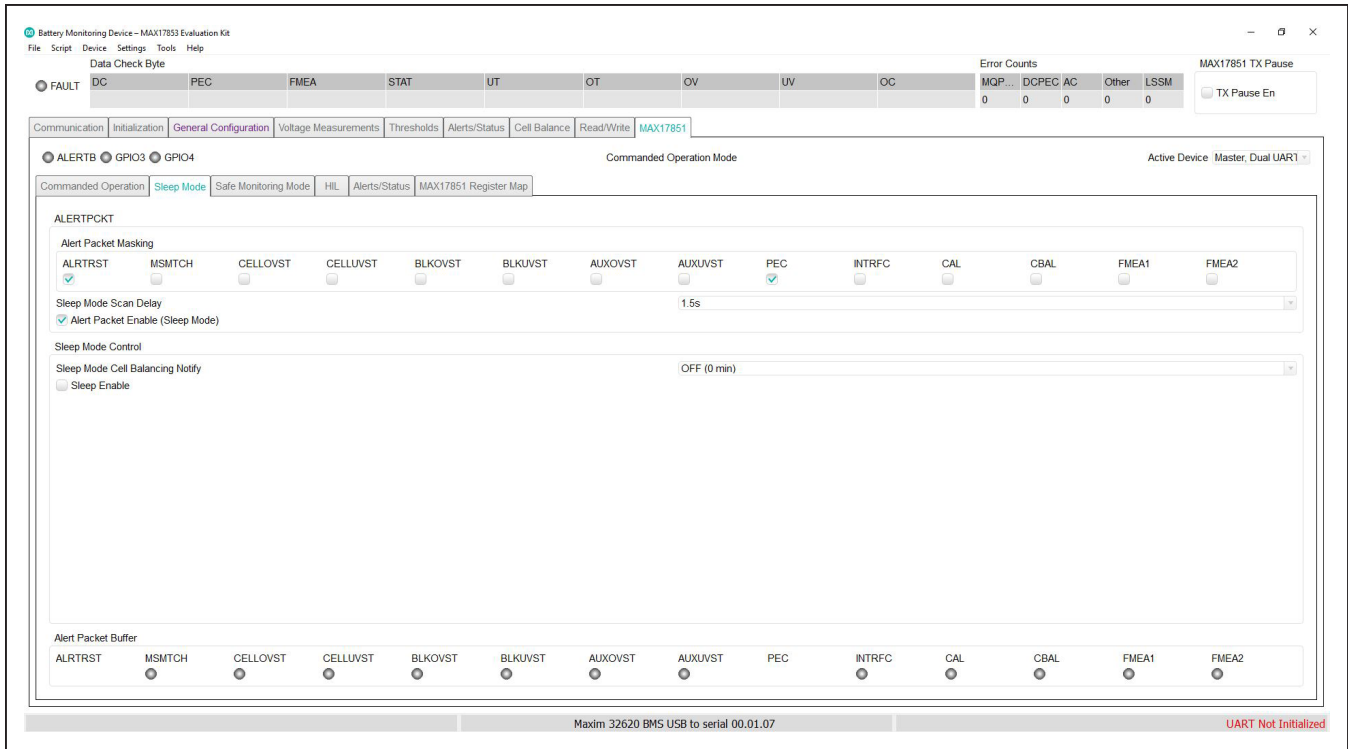 Battery Monitoring Device – MAX17853 Evaluation Kit
File Script Device Settings Tools Help
Data Check Byte Error Counts MAX17851 TX Pause
FAULT DC PEC FMEA STAT UT OT OV UV OC MQP... DCPEC AC Other LSSM
TX Pause En
0 0 0 0 0
Communication Initialization General Configuration Voltage Measurements Thresholds Alerts/Status Cell Balance Read/Write MAX17851
ALERTB GPIO3 GPIO4 Commanded Operation Mode Active Device Master, Dual UART
Commanded Operation Sleep Mode Safe Monitoring Mode HIL Alerts/Status MAX17851 Register Map
ALERTPCKT
Alert Packet Masking
ALRTRST MSMTCH CELLOVST CELLUVST BLKOVST BLKUVST AUXOVST AUXUVST PEC INTRFC CAL CBAL FMEA1 FMEA2
Sleep Mode Scan Delay 1.5s
Alert Packet Enable (Sleep Mode)
Sleep Mode Control
Sleep Mode Cell Balancing Notify OFF (0 min)
Sleep Enable
Alert Packet Buffer
ALRTRST MSMTCH CELLOVST CELLUVST BLKOVST BLKUVST AUXOVST AUXUVST PEC INTRFC CAL CBAL FMEA1 FMEA2
Maxim 32620 BMS USB to serial 00.01.07 UART Not Initialized